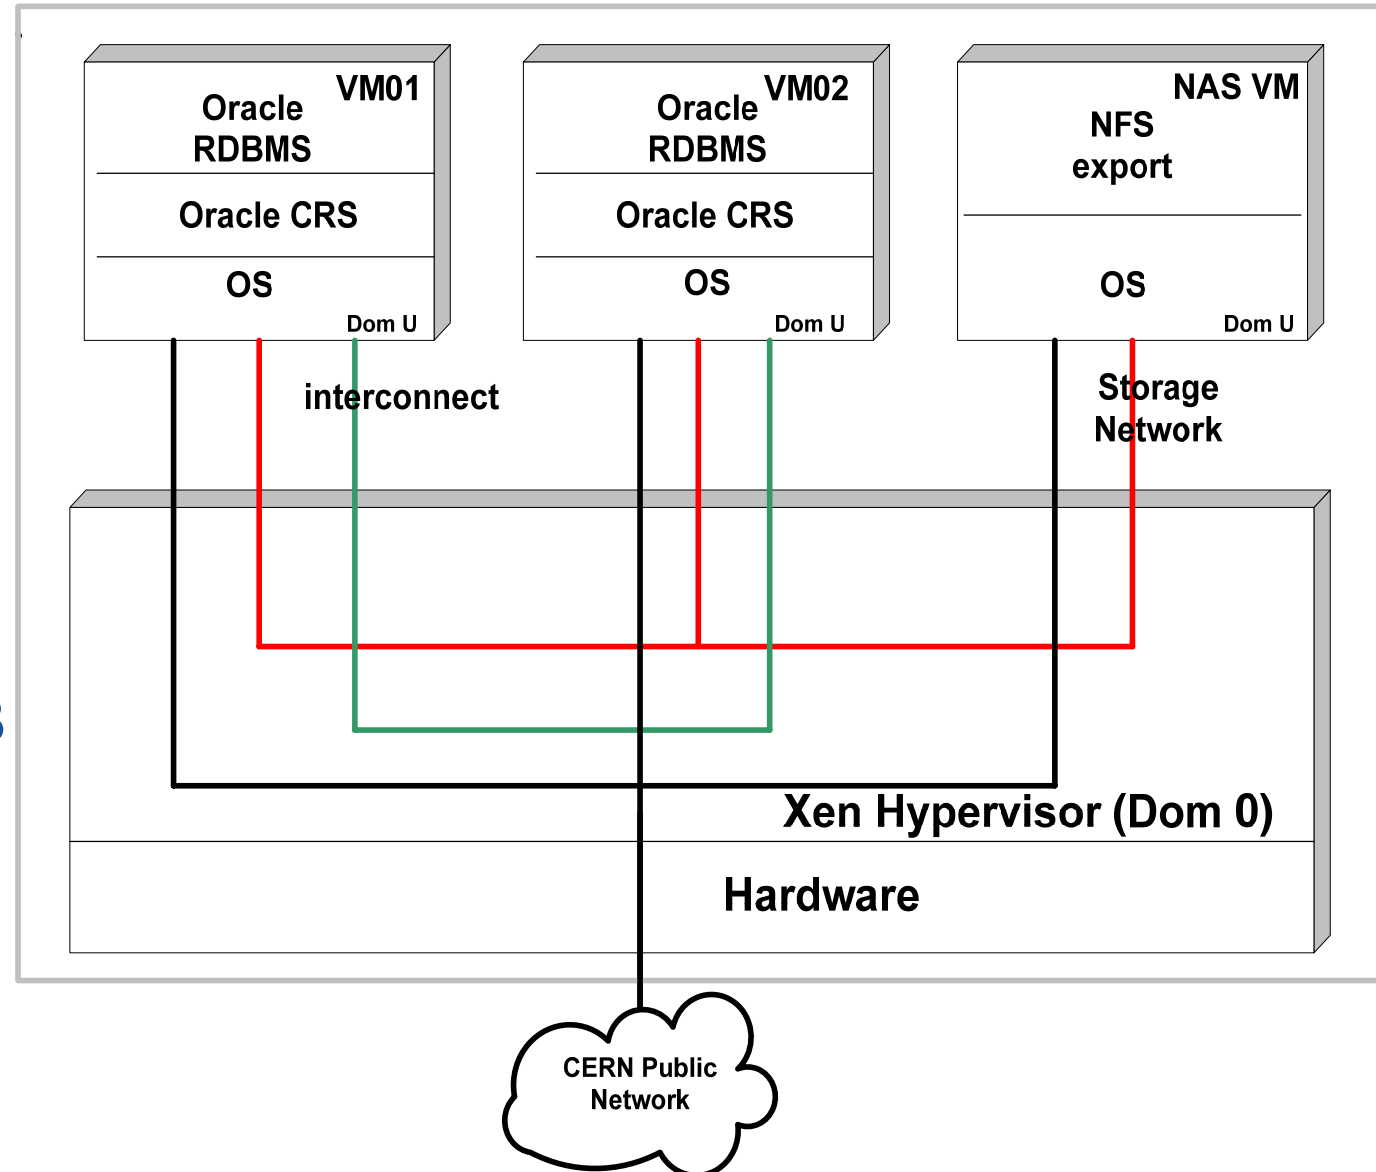 VM01
Oracle
RDBMS
Oracle CRS
OS
Dom U
VM02
Oracle
RDBMS
Oracle CRS
OS
Dom U
NAS VM
NFS
export
OS
Dom U
interconnect
Storage
Network
Xen Hypervisor (Dom 0)
Hardware
CERN Public
Network